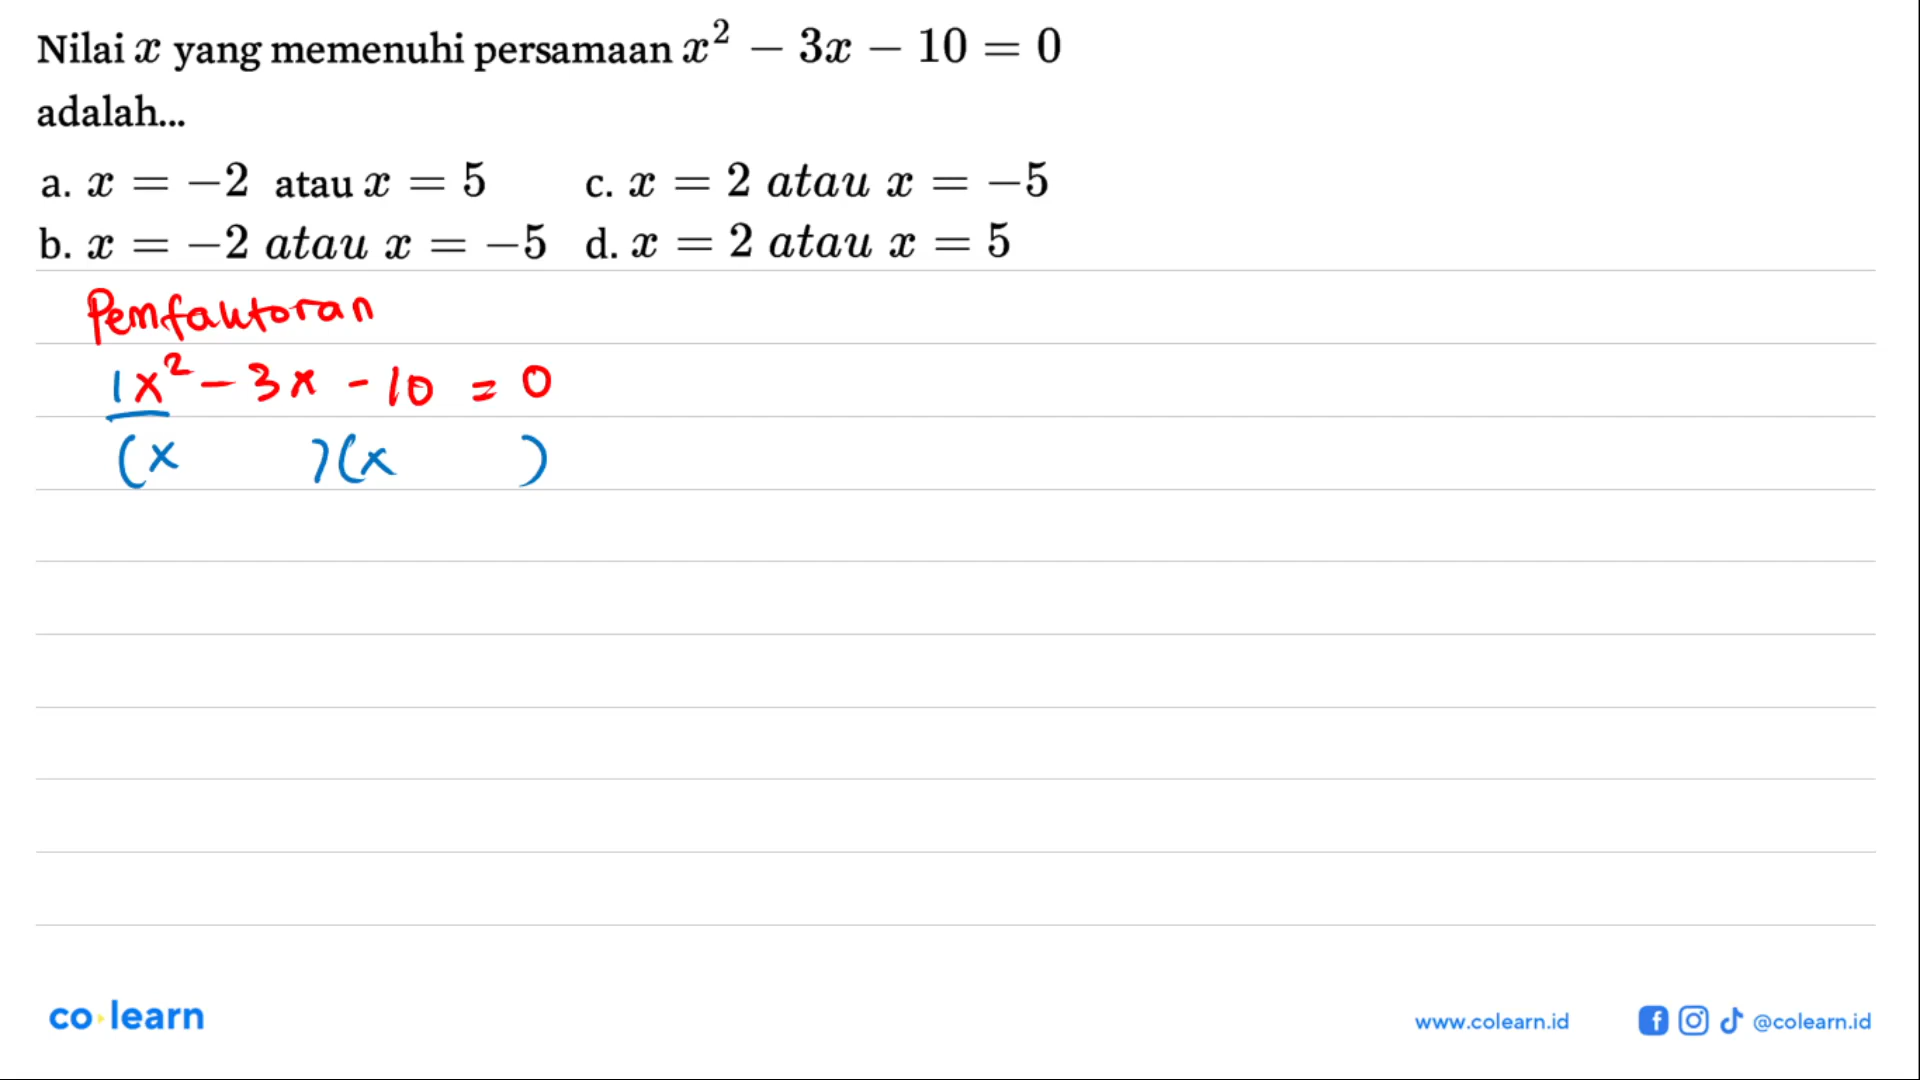 Nilai x yang memenuhi persamaan x² − 3x − 10 = 0
adalah...
a. x = −2 atau x = 5 c. x = 2 atau x = −5
b. x = −2 atau x = −5 d. x = 2 atau x = 5
Pemfaktoran
1x² − 3x − 10 = 0
(x )(x )
co learn
www.colearn.id @colearn.id